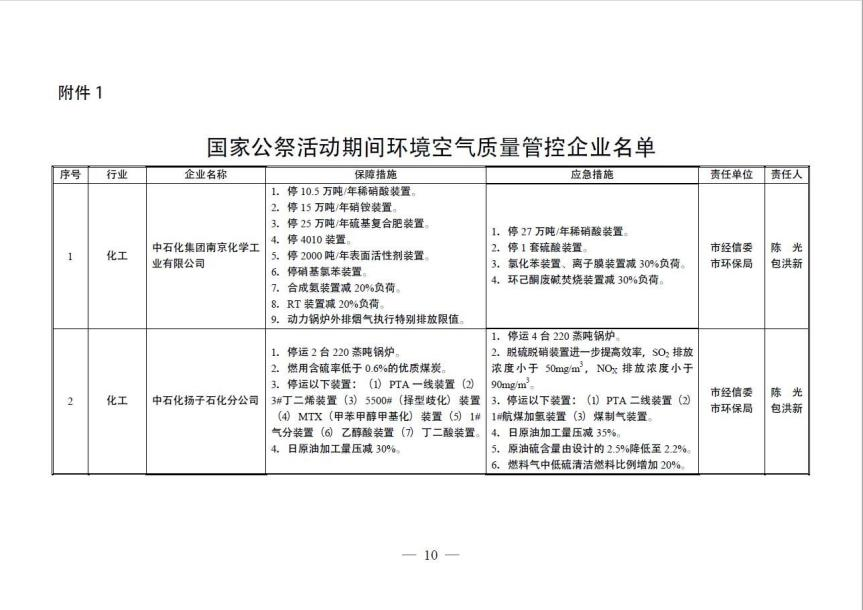 附件 1
国家公祭活动期间环境空气质量管控企业名单
序号 行业 企业名称 保障措施 应急措施 责任单位 责任人
1 化工
中石化集团南京化学工
业有限公司
1. 停 10.5 万吨/年稀硝酸装置。
2. 停 15 万吨/年硝铵装置。
3. 停 25 万吨/年硫基复合肥装置。
4. 停 4010 装置。
5. 停 2000 吨/年表面活性剂装置。
6. 停硝基氯苯装置。
7. 合成氨装置减 20%负荷。
8. RT 装置减 20%负荷。
9. 动力锅炉外排烟气执行特别排放限值。
1. 停 27 万吨/年稀硝酸装置。
2. 停 1 套硫酸装置。
3. 氯化苯装置、离子膜装置减 30%负荷。
4. 环己酮废碱焚烧装置减 30%负荷。
市经信委
市环保局
陈 光
包洪新
2 化工 中石化扬子石化分公司
1. 停运 2 台 220 蒸吨锅炉。
2. 燃用含硫率低于 0.6%的优质煤炭。
3. 停运以下装置：（1）PTA 一线装置（2）
3#丁二烯装置（3）5500#（择型歧化）装置
（4）MTX（甲苯甲醇甲基化）装置（5）1#
气分装置（6）乙醇酸装置（7）丁二酸装置。
4. 日原油加工量压减 30%。
1. 停运 4 台 220 蒸吨锅炉。
2. 脱硫脱硝装置进一步提高效率，SO2 排放
浓度小于 50mg/m3，NOX 排放浓度小于
90mg/m3。
3. 停运以下装置：（1）PTA 二线装置（2）
1#航煤加氢装置（3）煤制气装置。
4. 日原油加工量压减 35%。
5. 原油硫含量由设计的 2.5%降低至 2.2%。
6. 燃料气中低硫清洁燃料比例增加 20%。
市经信委
市环保局
陈 光
包洪新
— 10 —